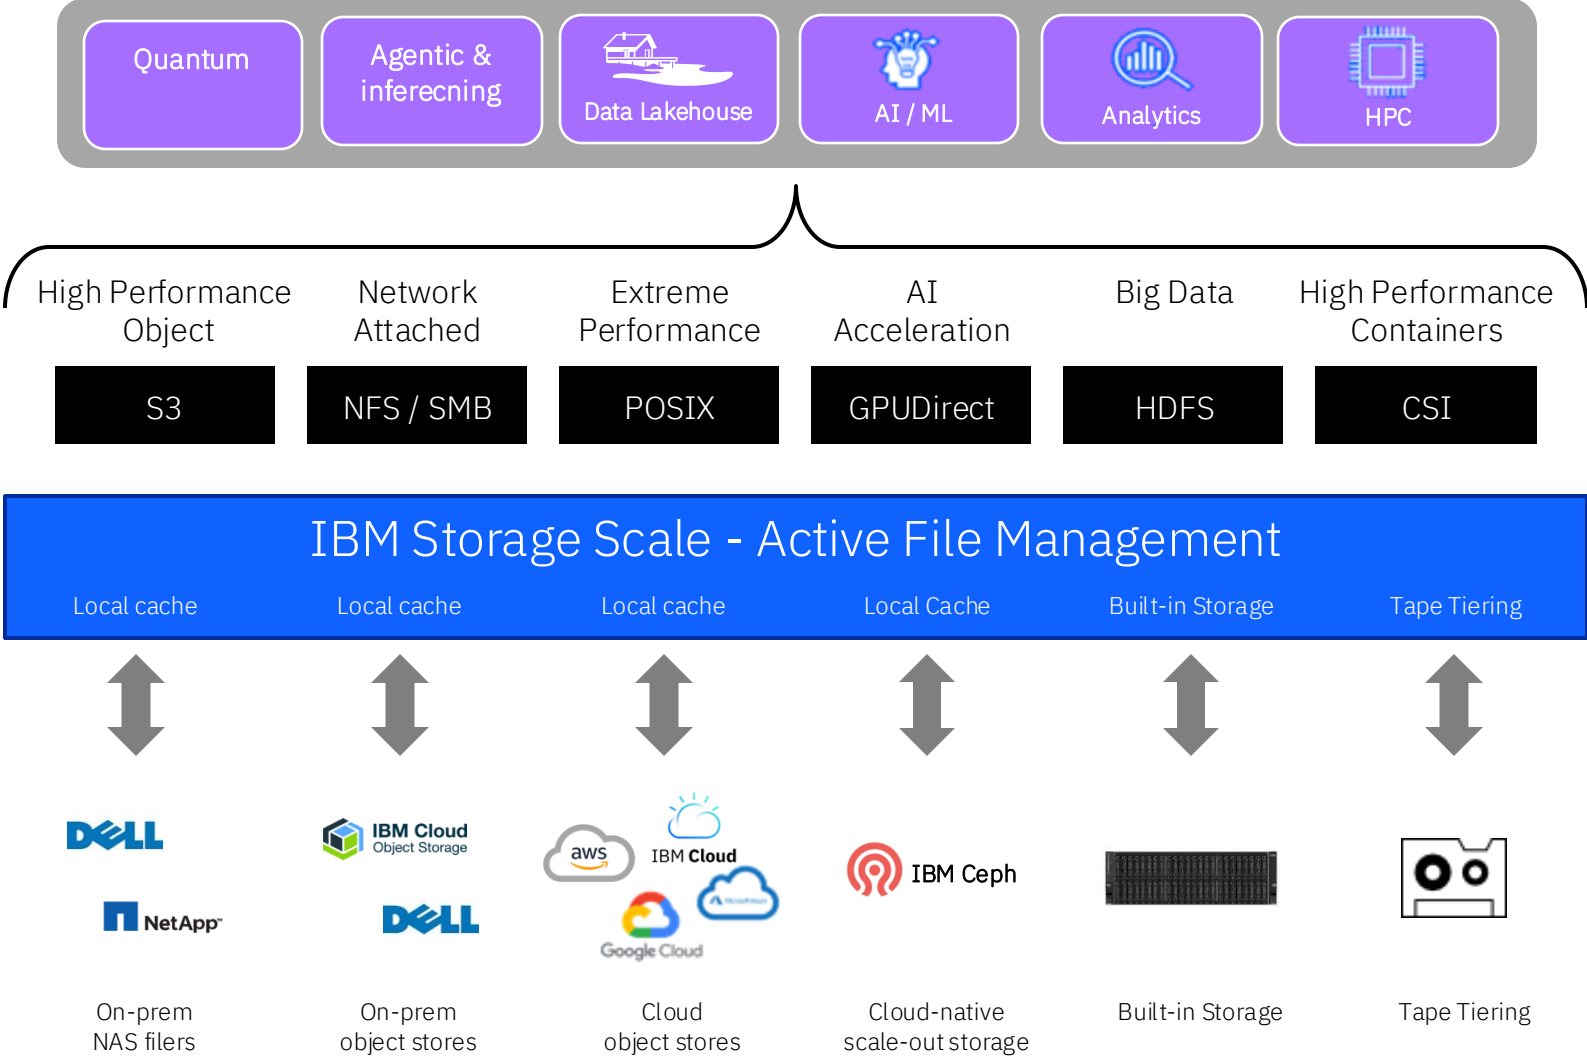 Quantum
Agentic &
inferecning
Data Lakehouse
AI / ML
Analytics
HPC
High Performance
Object
Network
Attached
Extreme
Performance
AI
Acceleration
Big Data
High Performance
Containers
S3
NFS / SMB
POSIX
GPUDirect
HDFS
CSI
IBM Storage Scale - Active File Management
Local cache
Local cache
Local cache
Local Cache
Built-in Storage
Tape Tiering
DELL
NetApp™
IBM Cloud
Object Storage
DELL
aws
IBM Cloud
Microsoft Azure
Google Cloud
IBM Ceph
On-prem
NAS filers
On-prem
object stores
Cloud
object stores
Cloud-native
scale-out storage
Built-in Storage
Tape Tiering